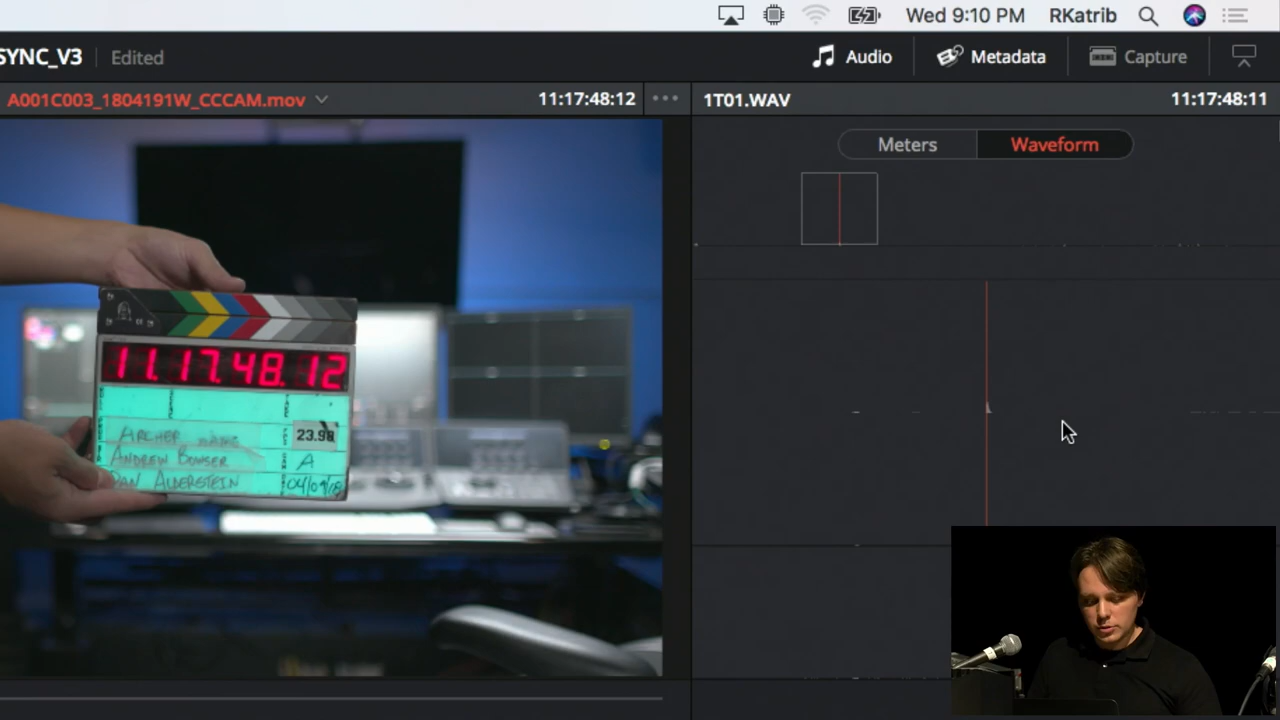 Wed 9:10 PM RKatrib
SYNC_V3 Edited Audio Metadata Capture
A001C003_1804191W_CCCAM.mov 11:17:48:12 1T01.WAV 11:17:48:11
Meters Waveform
11.17.48.12
ARCHER
23.98
ANDREW BOWSER A
DAN ALDERSTEIN